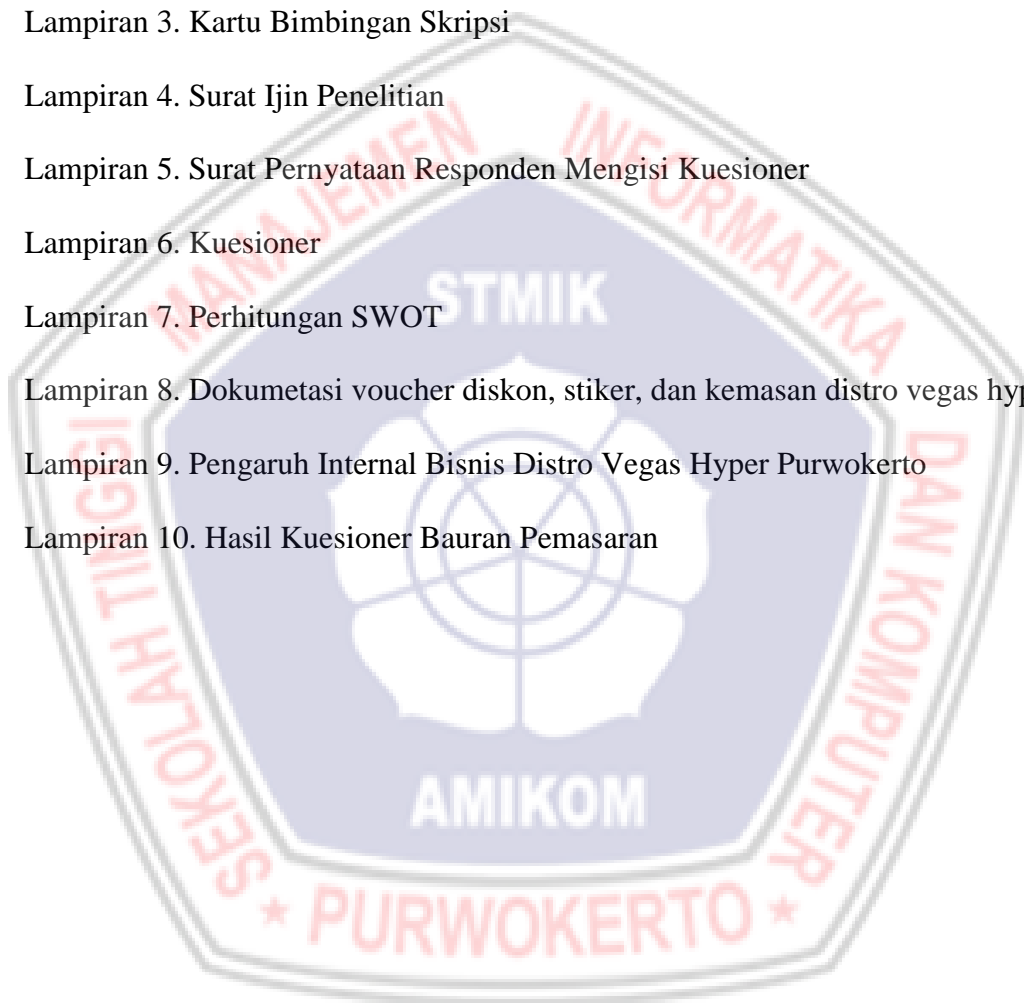 Lampiran 3. Kartu Bimbingan Skripsi
Lampiran 4. Surat Ijin Penelitian
Lampiran 5. Surat Pernyataan Responden Mengisi Kuesioner
Lampiran 6. Kuesioner
Lampiran 7. Perhitungan SWOT
Lampiran 8. Dokumetasi voucher diskon, stiker, dan kemasan distro vegas hyp
Lampiran 9. Pengaruh Internal Bisnis Distro Vegas Hyper Purwokerto
Lampiran 10. Hasil Kuesioner Bauran Pemasaran
SEKOLAH TINGGI MANAJEMEN INFORMATIKA DAN KOMPUTER
STMIK
AMIKOM
* PURWOKERTO *